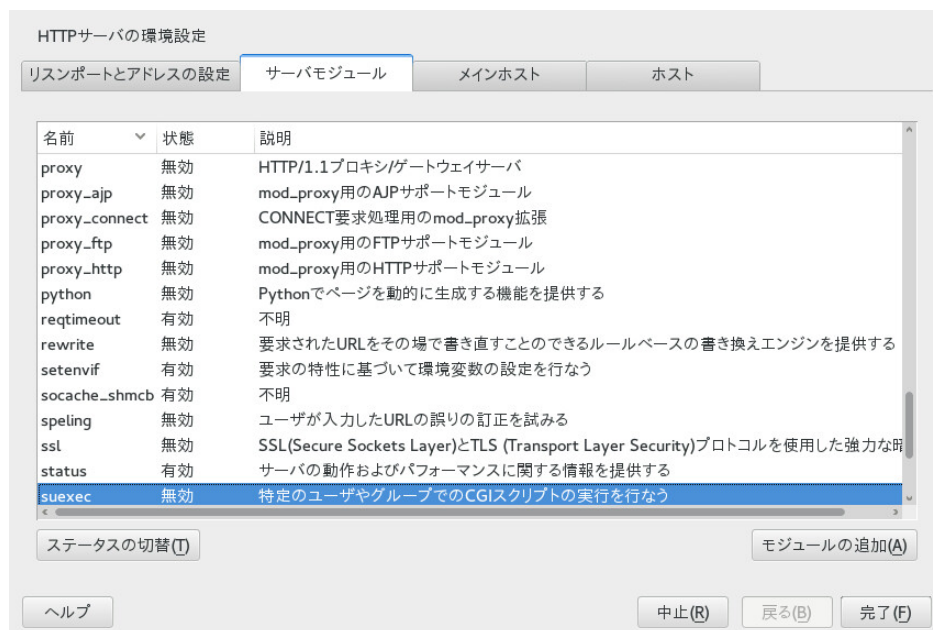 HTTPサーバの環境設定
リスンポートとアドレスの設定 サーバモジュール メインホスト ホスト
名前 状態 説明
proxy 無効 HTTP/1.1プロキシ/ゲートウェイサーバ
proxy_ajp 無効 mod_proxy用のAJPサポートモジュール
proxy_connect 無効 CONNECT要求処理用のmod_proxy拡張
proxy_ftp 無効 mod_proxy用のFTPサポートモジュール
proxy_http 無効 mod_proxy用のHTTPサポートモジュール
python 無効 Pythonでページを動的に生成する機能を提供する
reqtimeout 有効 不明
rewrite 無効 要求されたURLをその場で書き直すことのできるルールベースの書き換えエンジンを提供する
setenvif 有効 要求の特性に基づいて環境変数の設定を行なう
socache_shmcb 有効 不明
speling 無効 ユーザが入力したURLの誤りの訂正を試みる
ssl 無効 SSL(Secure Sockets Layer)とTLS (Transport Layer Security)プロトコルを使用した強力な暗
status 有効 サーバの動作およびパフォーマンスに関する情報を提供する
suexec 無効 特定のユーザやグループでのCGIスクリプトの実行を行なう
ステータスの切替(T) モジュールの追加(A)
ヘルプ 中止(R) 戻る(B) 完了(F)